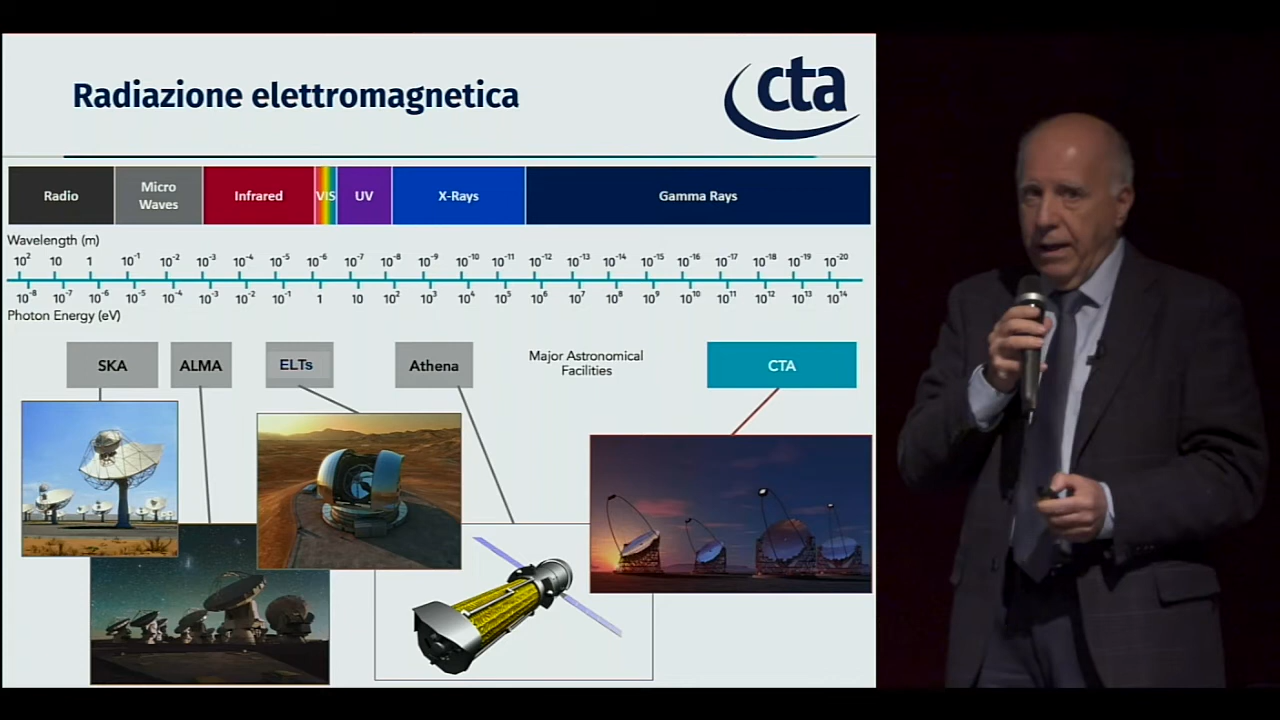 Radiazione elettromagnetica
cta
Radio
Micro
Waves
Infrared
VIS
UV
X-Rays
Gamma Rays
Wavelength (m)
10² 10 1 10⁻¹ 10⁻² 10⁻³ 10⁻⁴ 10⁻⁵ 10⁻⁶ 10⁻⁷ 10⁻⁸ 10⁻⁹ 10⁻¹⁰ 10⁻¹¹ 10⁻¹² 10⁻¹³ 10⁻¹⁴ 10⁻¹⁵ 10⁻¹⁶ 10⁻¹⁷ 10⁻¹⁸ 10⁻¹⁹ 10⁻²⁰
10⁻⁸ 10⁻⁷ 10⁻⁶ 10⁻⁵ 10⁻⁴ 10⁻³ 10⁻² 10⁻¹ 1 10 10² 10³ 10⁴ 10⁵ 10⁶ 10⁷ 10⁸ 10⁹ 10¹⁰ 10¹¹ 10¹² 10¹³ 10¹⁴
Photon Energy (eV)
SKA
ALMA
ELTs
Athena
Major Astronomical
Facilities
CTA